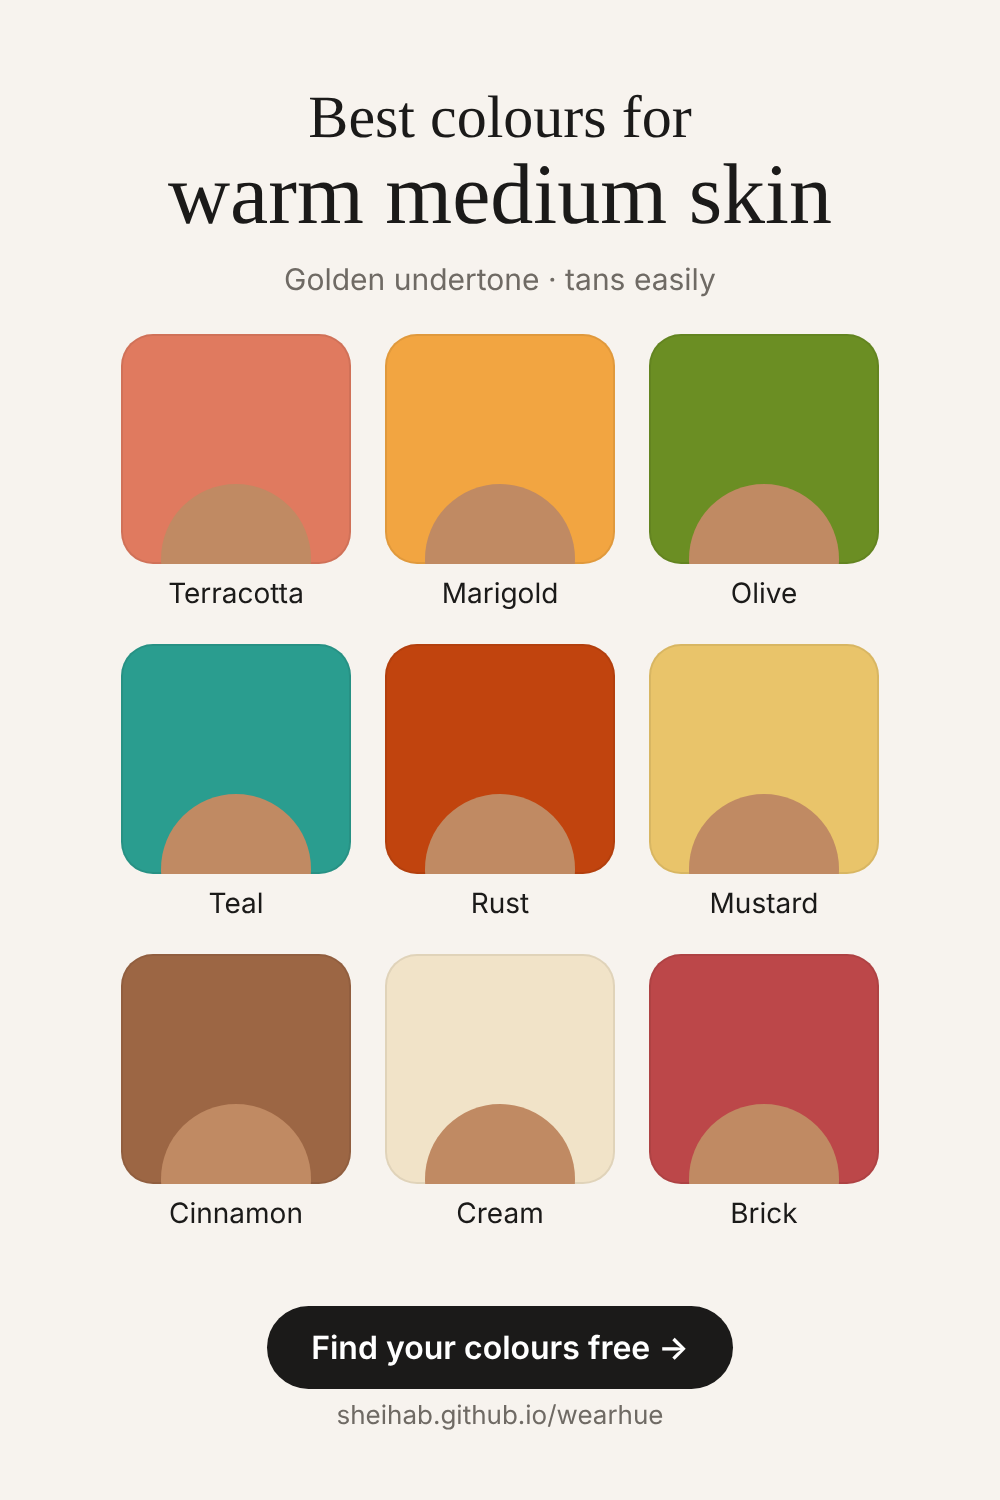 Best colours for
warm medium skin
Golden undertone · tans easily
Terracotta
Marigold
Olive
Teal
Rust
Mustard
Cinnamon
Cream
Brick
Find your colours free →
sheihab.github.io/wearhue